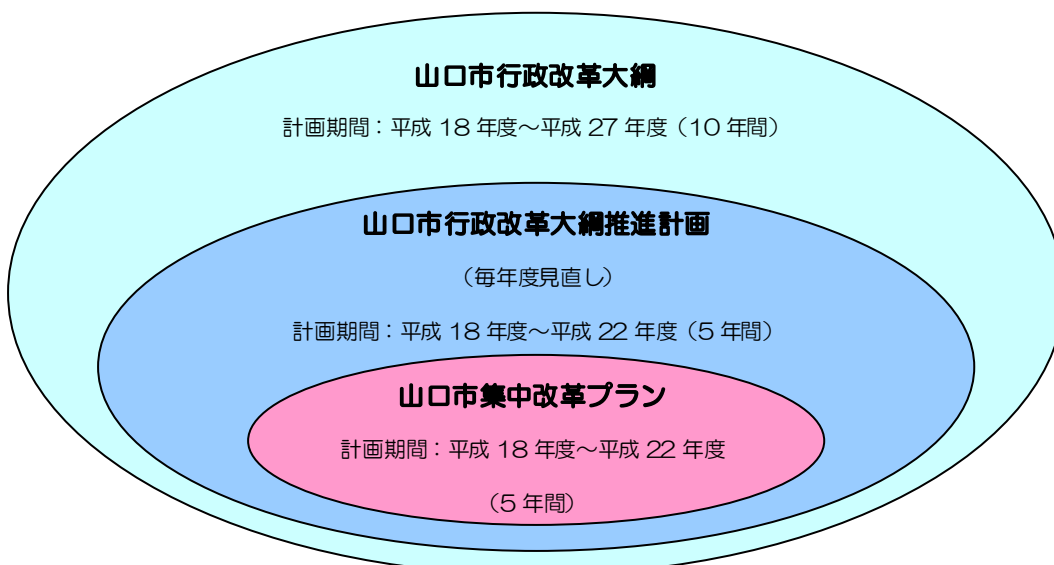 山口市行政改革大綱
計画期間：平成 18 年度～平成 27 年度（10 年間）
山口市行政改革大綱推進計画
（毎年度見直し）
計画期間：平成 18 年度～平成 22 年度（5 年間）
山口市集中改革プラン
計画期間：平成 18 年度～平成 22 年度
（5 年間）